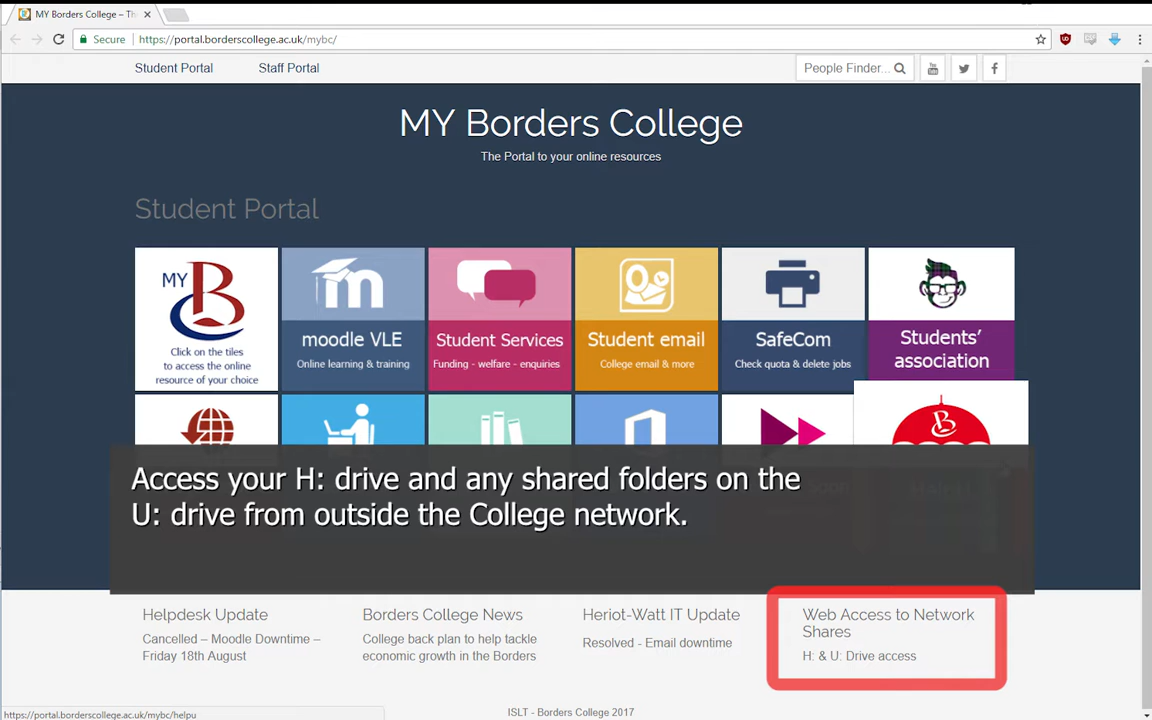 MY Borders College – Th
Secure
https://portal.borderscollege.ac.uk/mybc/
Student Portal
Staff Portal
People Finder...
MY Borders College
The Portal to your online resources
Student Portal
MY B
Click on the tiles
to access the online
resource of your choice
moodle VLE
Online learning & training
Student Services
Funding - welfare - enquiries
Student email
College email & more
SafeCom
Check quota & delete jobs
Students’
association
Access your H: drive and any shared folders on the
U: drive from outside the College network.
Helpdesk Update
Cancelled – Moodle Downtime –
Friday 18th August
Borders College News
College back plan to help tackle
economic growth in the Borders
Heriot-Watt IT Update
Resolved - Email downtime
Web Access to Network
Shares
H: & U: Drive access
https://portal.borderscollege.ac.uk/mybc/helpu
ISLT - Borders College 2017